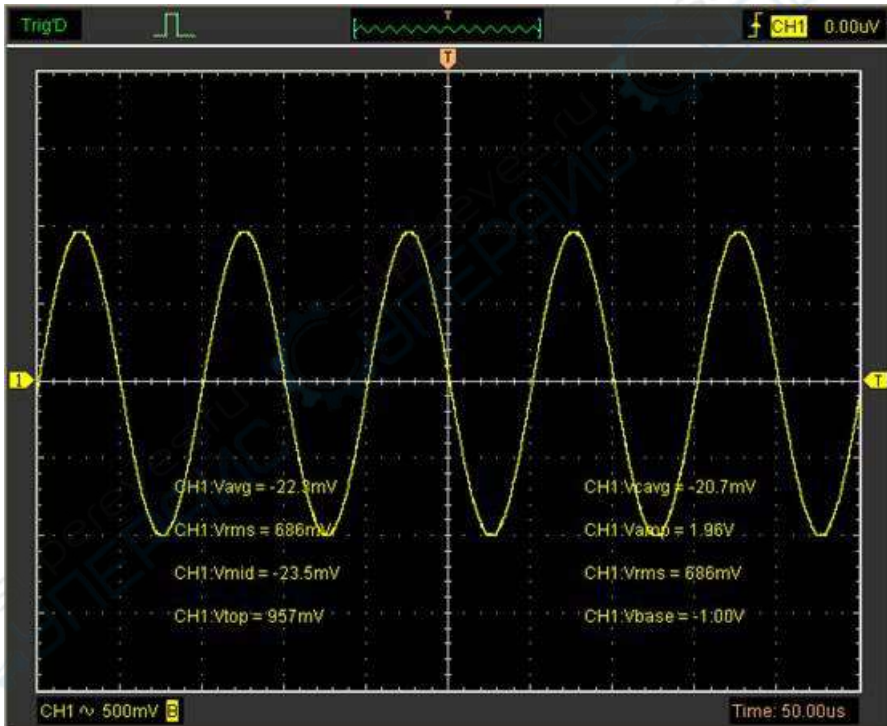 Trig'D
T
CH1 0.00uV
T
1
T
CH1:Vavg = -22.3mV
CH1:Vcavg = -20.7mV
CH1:Vrms = 686mV
CH1:Vamp = 1.96V
CH1:Vmid = -23.5mV
CH1:Vrms = 686mV
CH1:Vtop = 957mV
CH1:Vbase = -1.00V
CH1 ∿ 500mV B
Time: 50.00us